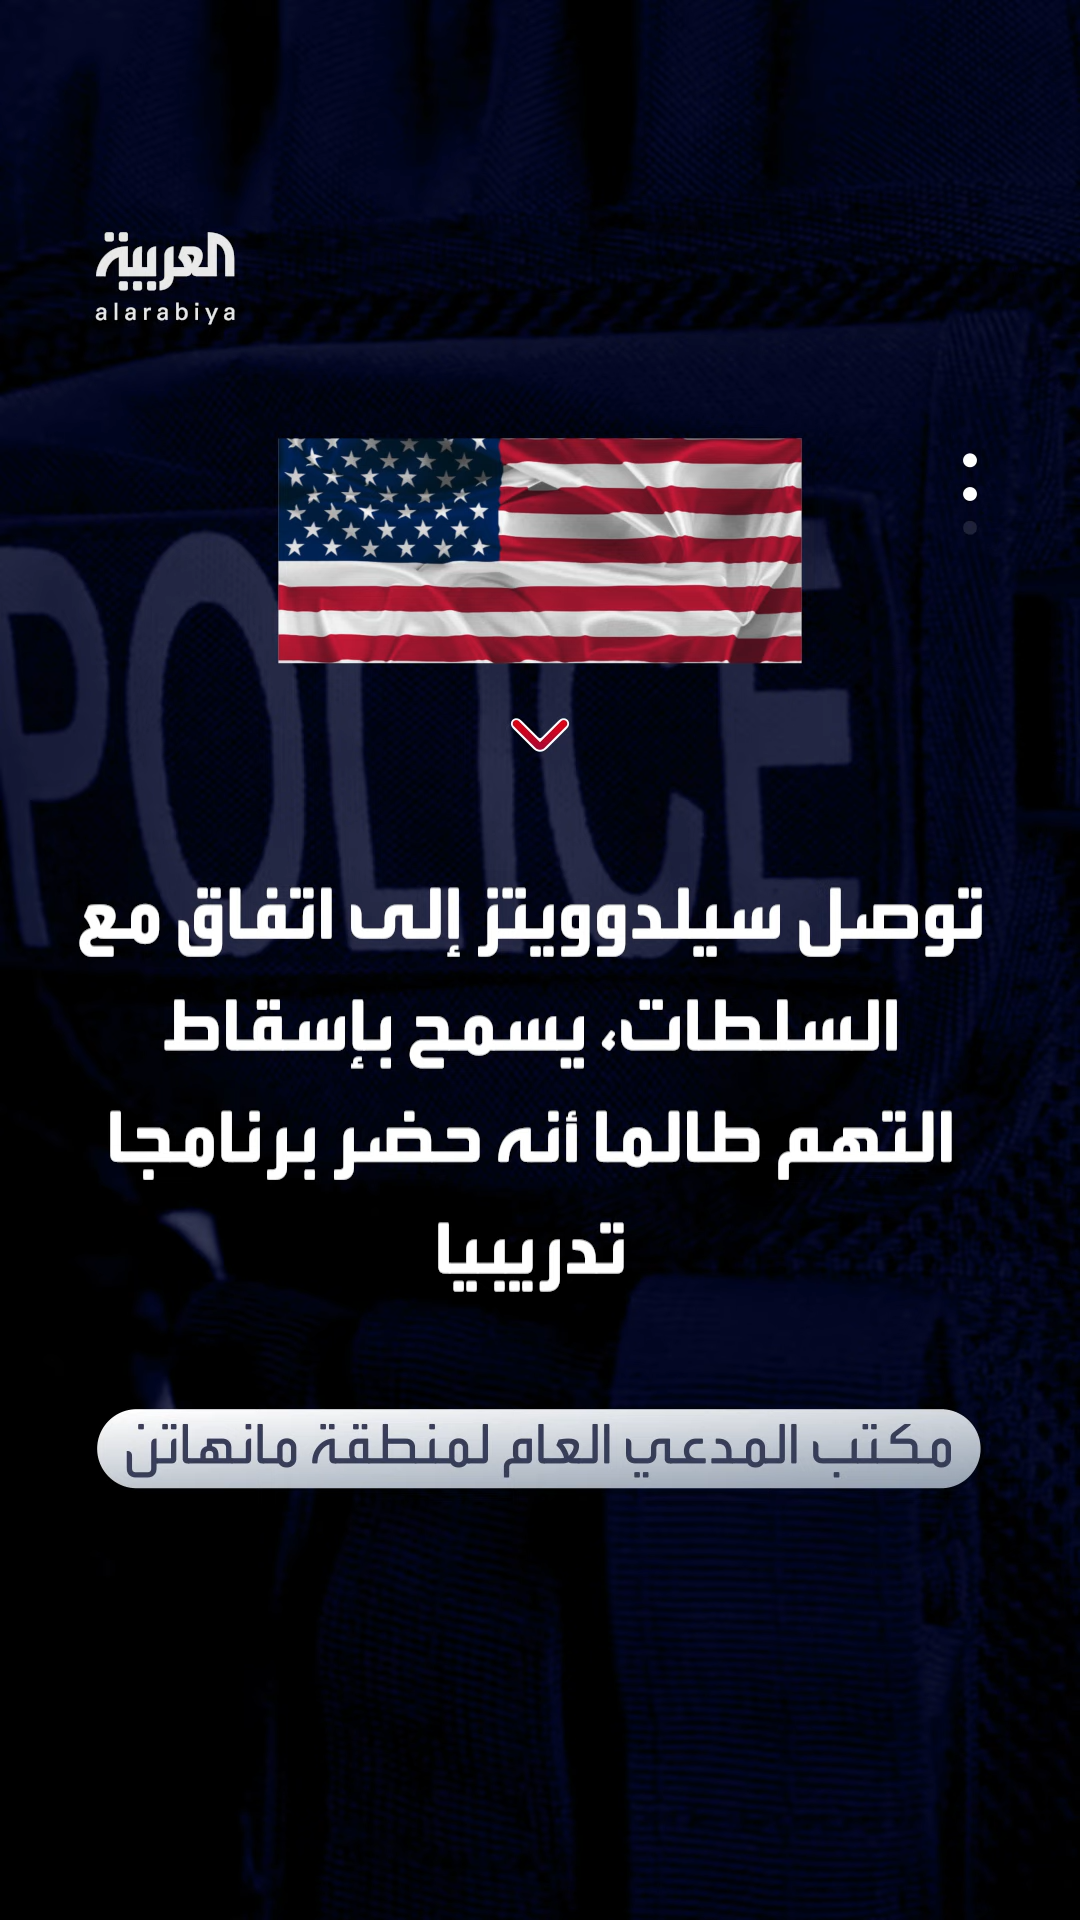 العربية
alarabiya
POLICE
توصل سيلدوويتز إلى اتفاق مع
السلطات، يسمح بإسقاط
التهم طالما أنه حضر برنامجا
تدريبيا
مكتب المدعي العام لمنطقة مانهاتن